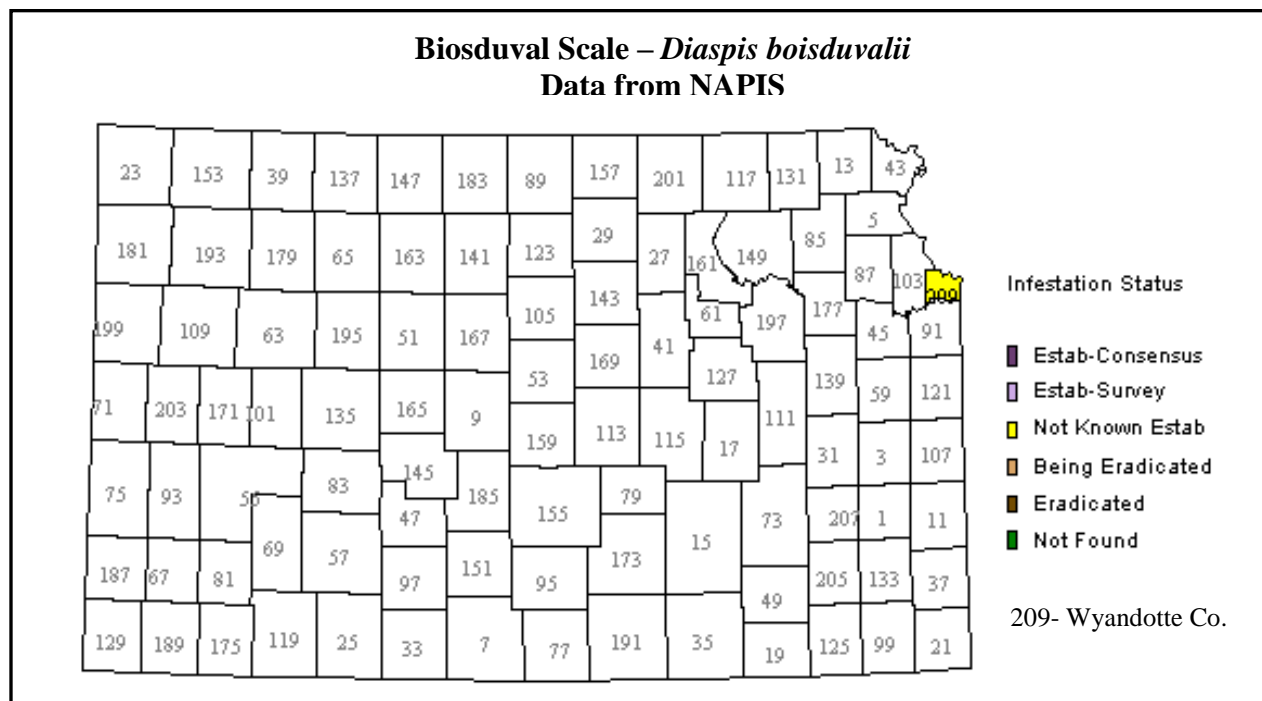 Biosduval Scale – Diaspis boisduvalii
Data from NAPIS
23 153 39 137 147 183 89 157 201 117 131 13 43
181 193 179 65 163 141 123 29 27 161 149 85 5
87 103 209
199 109 63 195 51 167 105 143 41 61 197 177 45 91
53 169 127 139 59 121
71 203 171 101 135 165 9 159 113 115 17 111 31 3 107
75 93 55 83 145 185 155 79 73 207 1 11
69 57 47 15
187 67 81 97 151 95 173 49 205 133 37
129 189 175 119 25 33 7 77 191 35 19 125 99 21
Infestation Status
Estab-Consensus
Estab-Survey
Not Known Estab
Being Eradicated
Eradicated
Not Found
209- Wyandotte Co.